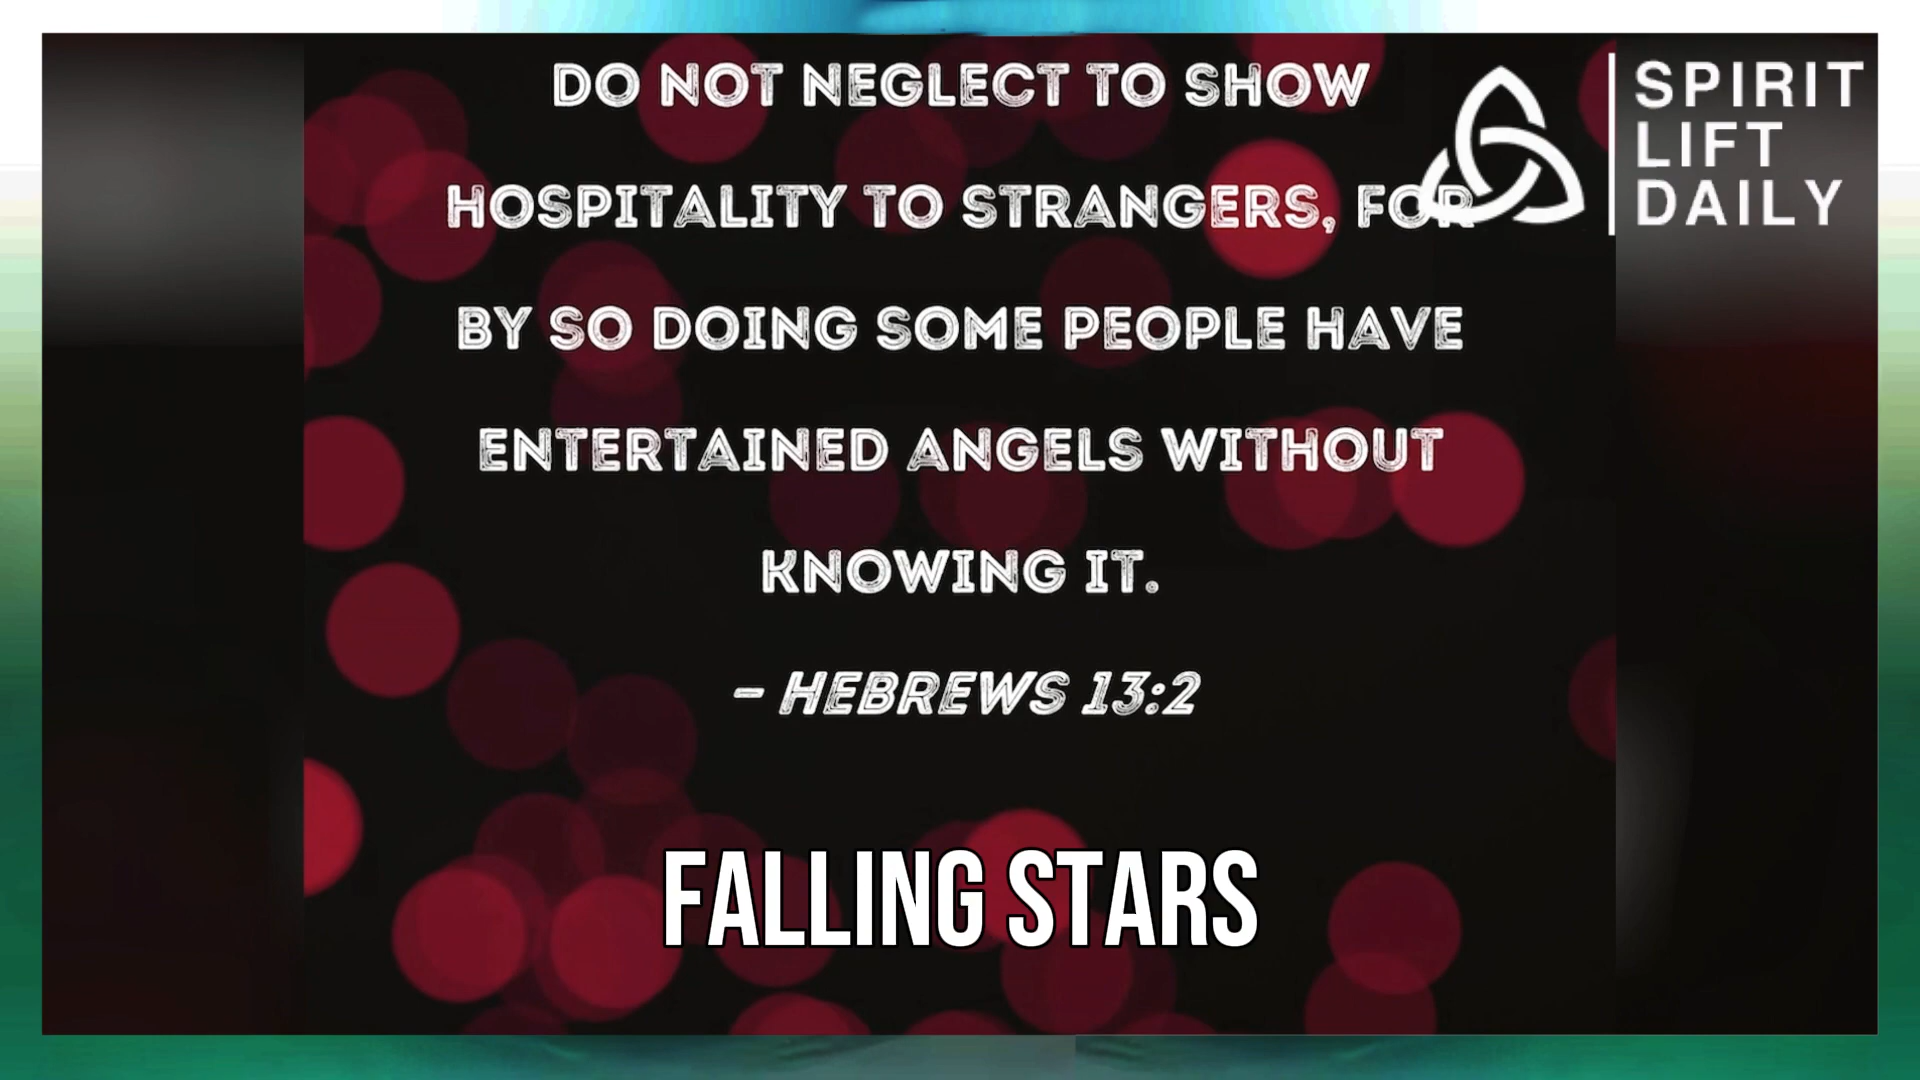 DO NOT NEGLECT TO SHOW
HOSPITALITY TO STRANGERS, FOR
BY SO DOING SOME PEOPLE HAVE
ENTERTAINED ANGELS WITHOUT
KNOWING IT.
– HEBREWS 13:2
FALLING STARS
SPIRIT
LIFT
DAILY